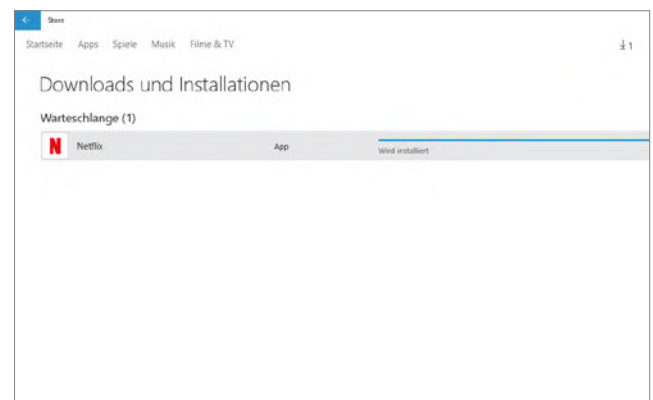 Store
Startseite Apps Spiele Musik Filme & TV 1
Downloads und Installationen
Warteschlange (1)
N Netflix App
Wird installiert